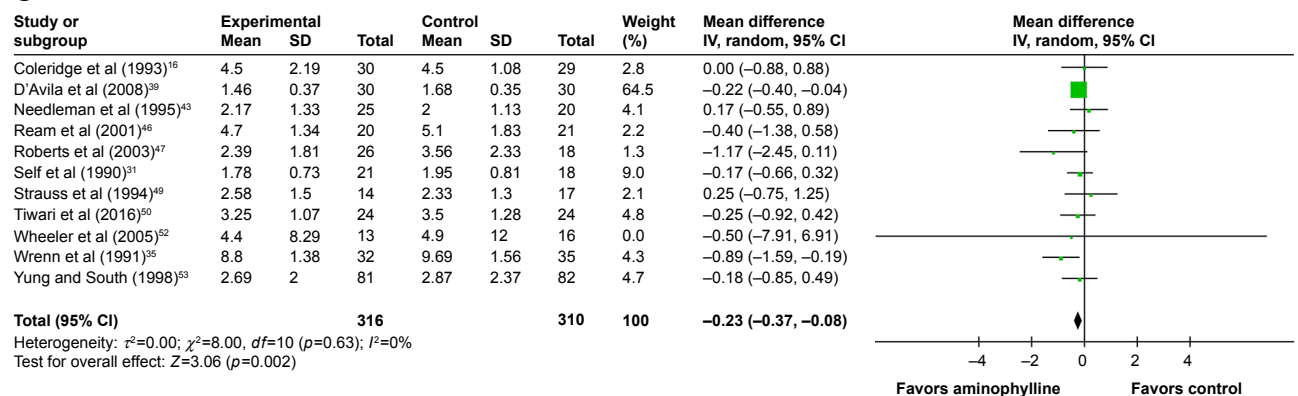 Study or Experimental Control Weight Mean difference Mean difference
subgroup Mean SD Total Mean SD Total (%) IV, random, 95% CI IV, random, 95% CI
Coleridge et al (1993)¹⁶ 4.5 2.19 30 4.5 1.08 29 2.8 0.00 (–0.88, 0.88)
D’Avila et al (2008)³⁹ 1.46 0.37 30 1.68 0.35 30 64.5 –0.22 (–0.40, –0.04)
Needleman et al (1995)⁴³ 2.17 1.33 25 2 1.13 20 4.1 0.17 (–0.55, 0.89)
Ream et al (2001)⁴⁶ 4.7 1.34 20 5.1 1.83 21 2.2 –0.40 (–1.38, 0.58)
Roberts et al (2003)⁴⁷ 2.39 1.81 26 3.56 2.33 18 1.3 –1.17 (–2.45, 0.11)
Self et al (1990)³¹ 1.78 0.73 21 1.95 0.81 18 9.0 –0.17 (–0.66, 0.32)
Strauss et al (1994)⁴⁹ 2.58 1.5 14 2.33 1.3 17 2.1 0.25 (–0.75, 1.25)
Tiwari et al (2016)⁵⁰ 3.25 1.07 24 3.5 1.28 24 4.8 –0.25 (–0.92, 0.42)
Wheeler et al (2005)⁵² 4.4 8.29 13 4.9 12 16 0.0 –0.50 (–7.91, 6.91)
Wrenn et al (1991)³⁵ 8.8 1.38 32 9.69 1.56 35 4.3 –0.89 (–1.59, –0.19)
Yung and South (1998)⁵³ 2.69 2 81 2.87 2.37 82 4.7 –0.18 (–0.85, 0.49)
Total (95% CI) 316 310 100 –0.23 (–0.37, –0.08)
Heterogeneity: τ²=0.00; χ²=8.00, df=10 (p=0.63); I²=0%
Test for overall effect: Z=3.06 (p=0.002)
–4 –2 0 2 4
Favors aminophylline Favors control